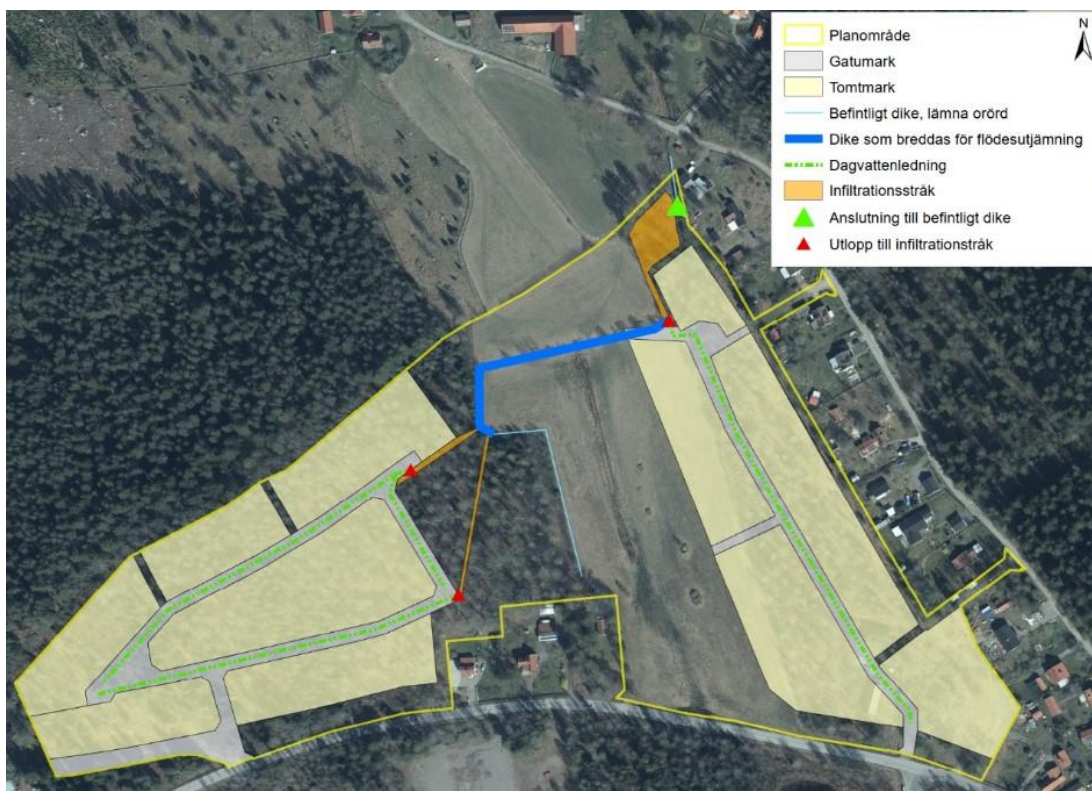 N
Planområde
Gatumark
Tomtmark
Befintligt dike, lämna orörd
Dike som breddas för flödesutjämning
Dagvattenledning
Infiltrationsstråk
Anslutning till befintligt dike
Utlopp till infiltrationstråk